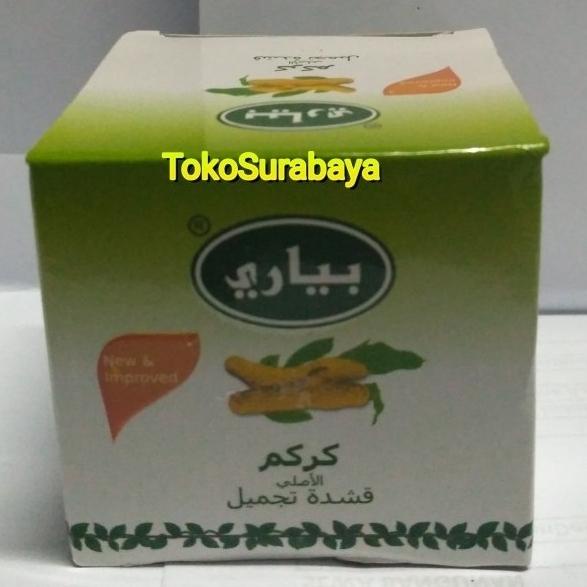 TokoSurabaya
بياري
®
New &
Improved
كركم
الأصلي
قشدة تجميل